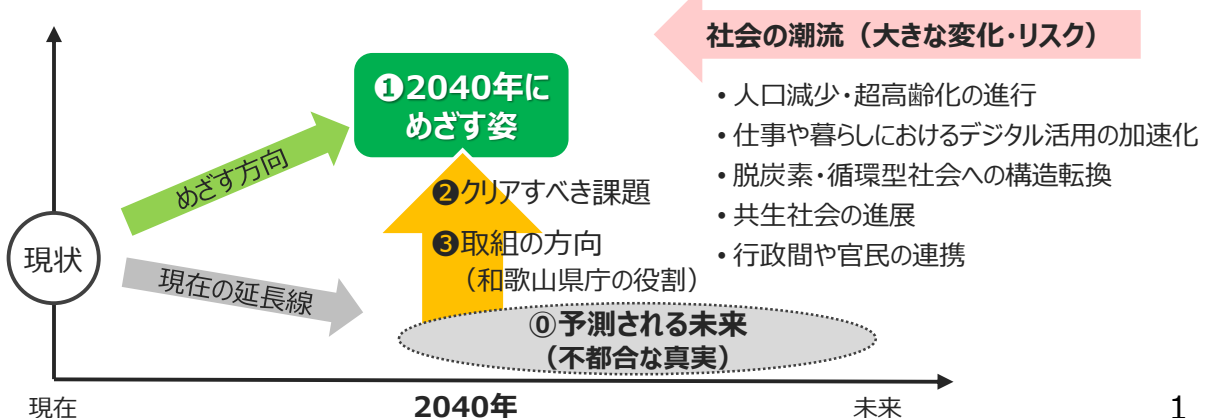 社会の潮流（大きな変化・リスク）
❶2040年に
めざす姿
・人口減少・超高齢化の進行
・仕事や暮らしにおけるデジタル活用の加速化
・脱炭素・循環型社会への構造転換
・共生社会の進展
・行政間や官民の連携
めざす方向
❷クリアすべき課題
❸取組の方向
（和歌山県庁の役割）
現状
現在の延長線
⓪予測される未来
（不都合な真実）
現在
2040年
未来
1